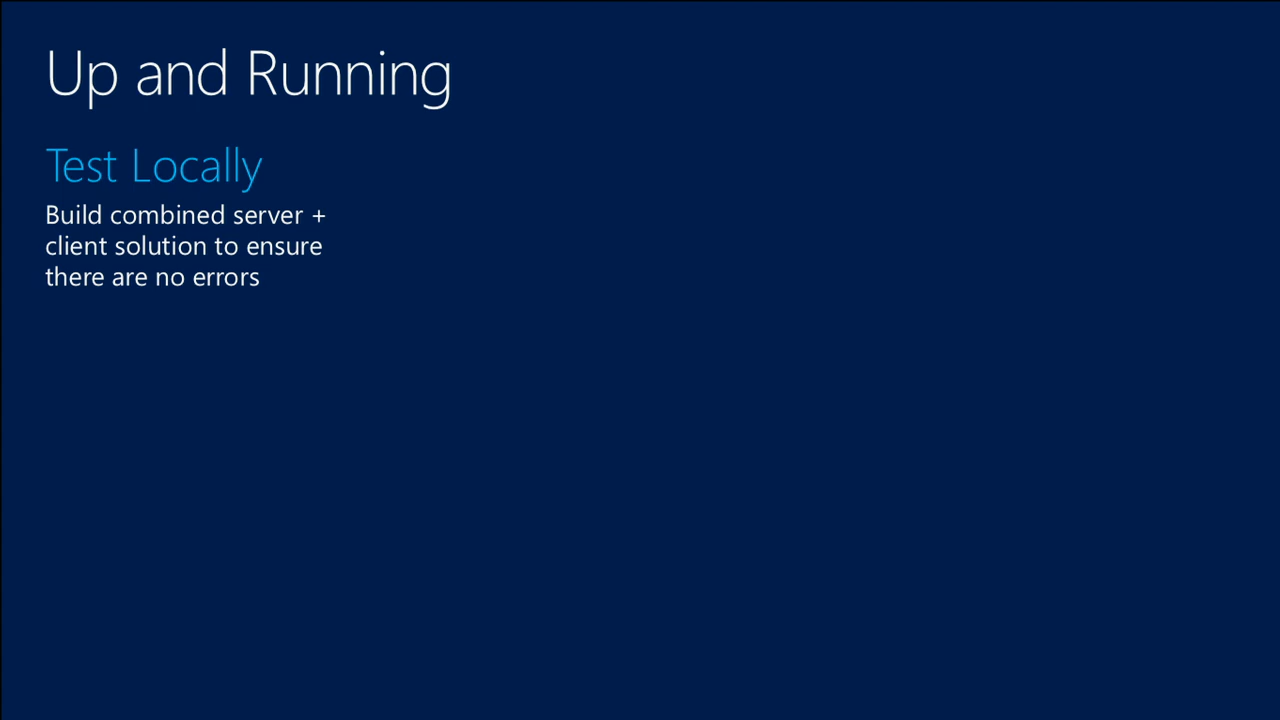 Up and Running
Test Locally
Build combined server +
client solution to ensure
there are no errors